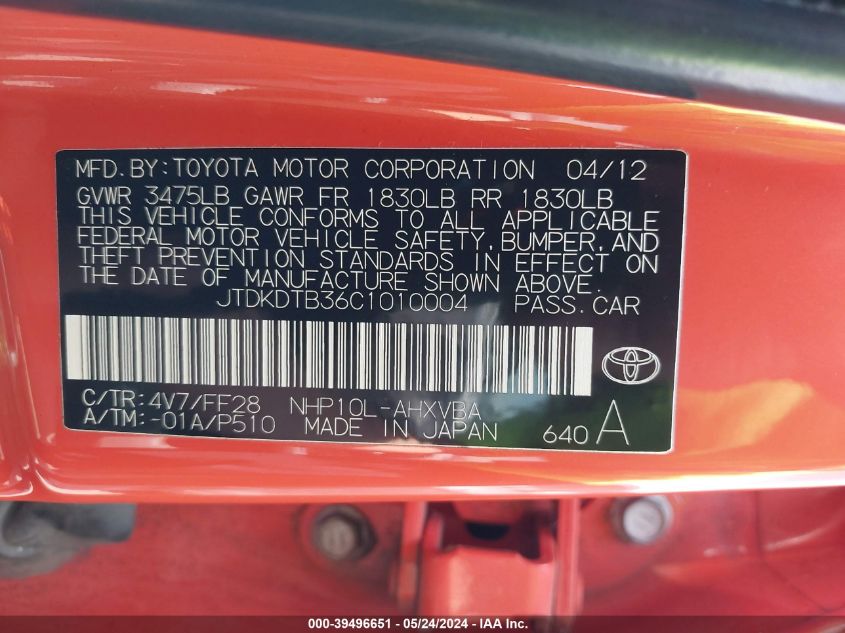 MFD.BY:TOYOTA MOTOR CORPORATION 04/12
GVWR 3475LB GAWR FR 1830LB RR 1830LB
THIS VEHICLE CONFORMS TO ALL APPLICABLE
FEDERAL MOTOR VEHICLE SAFETY,BUMPER,AND
THEFT PREVENTION STANDARDS IN EFFECT ON
THE DATE OF MANUFACTURE SHOWN ABOVE.
JTDKDTB36C1010004 PASS.CAR
C/TR:4V7/FF28 NHP10L-AHXVBA
A/TM:-01A/P510 MADE IN JAPAN 640 A
000-39496651 - 05/24/2024 - IAA Inc.